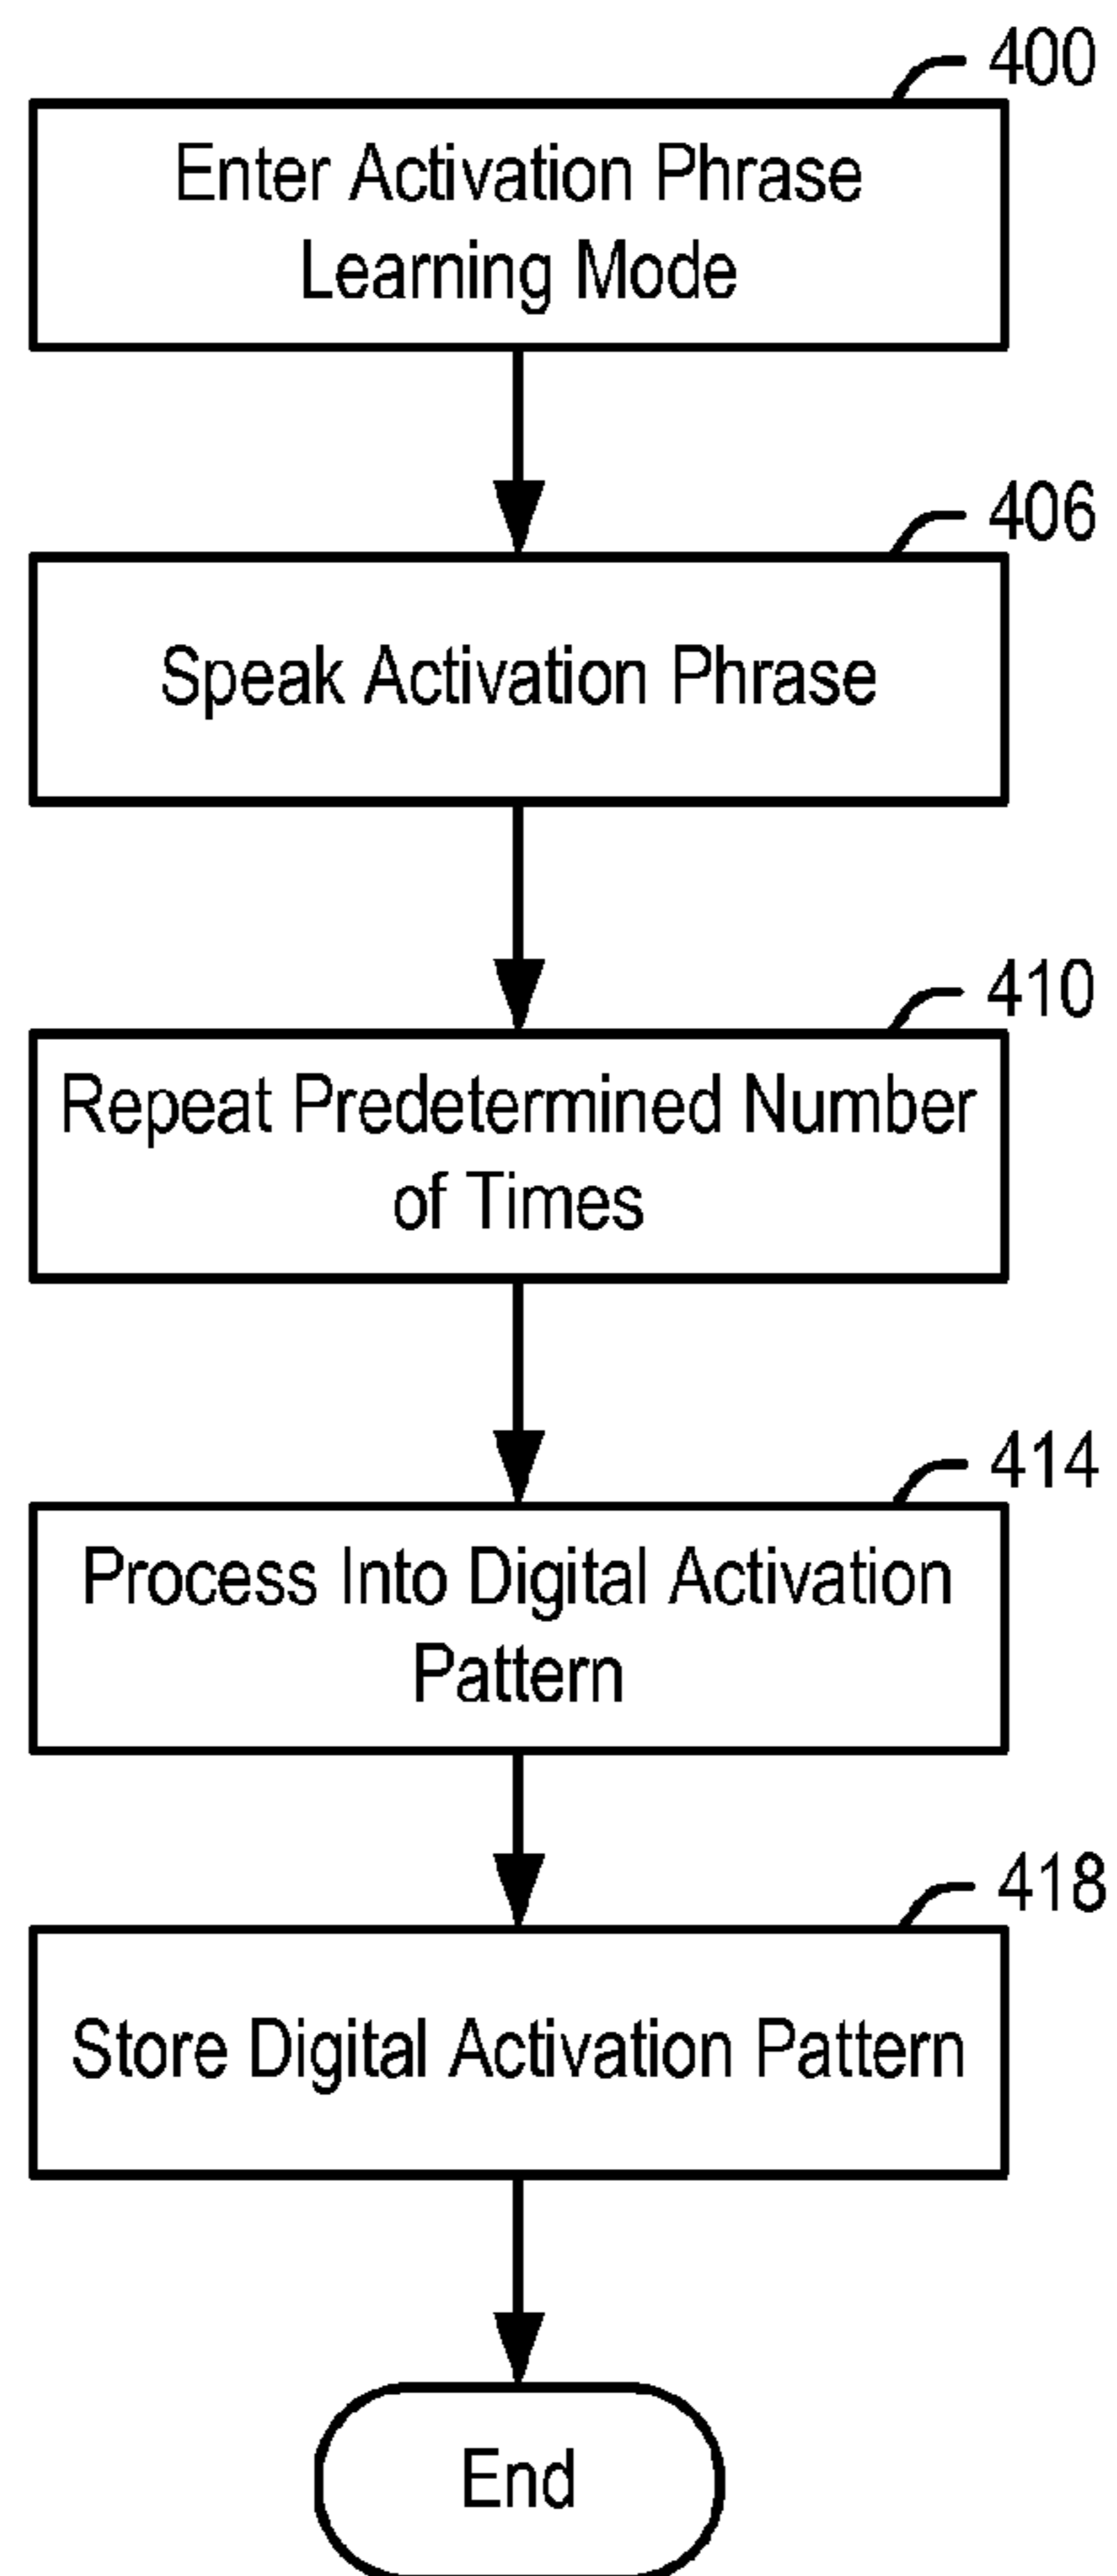 400
Enter Activation Phrase
Learning Mode
406
Speak Activation Phrase
410
Repeat Predetermined Number
of Times
414
Process Into Digital Activation
Pattern
418
Store Digital Activation Pattern
End